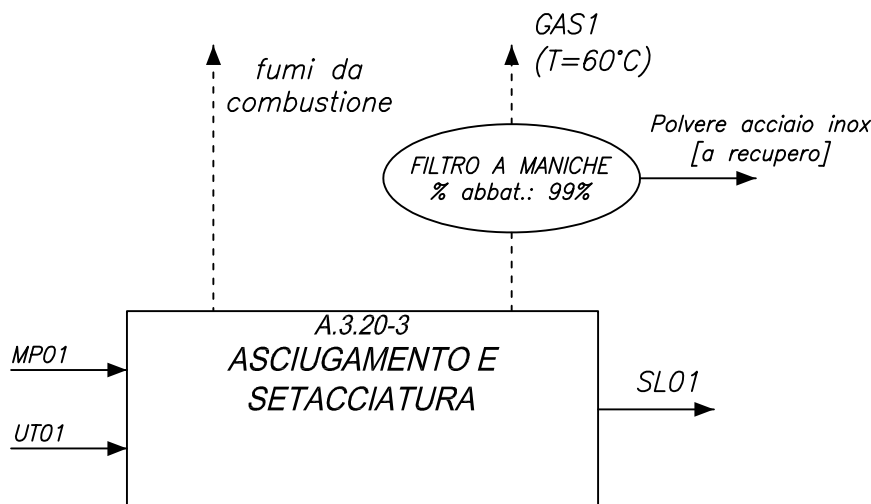 GAS1
(T=60°C)
fumi da
combustione
Polvere acciaio inox
[a recupero]
FILTRO A MANICHE
% abbat.: 99%
A.3.20-3
ASCIUGAMENTO E
SETACCIATURA
MP01
SL01
UT01